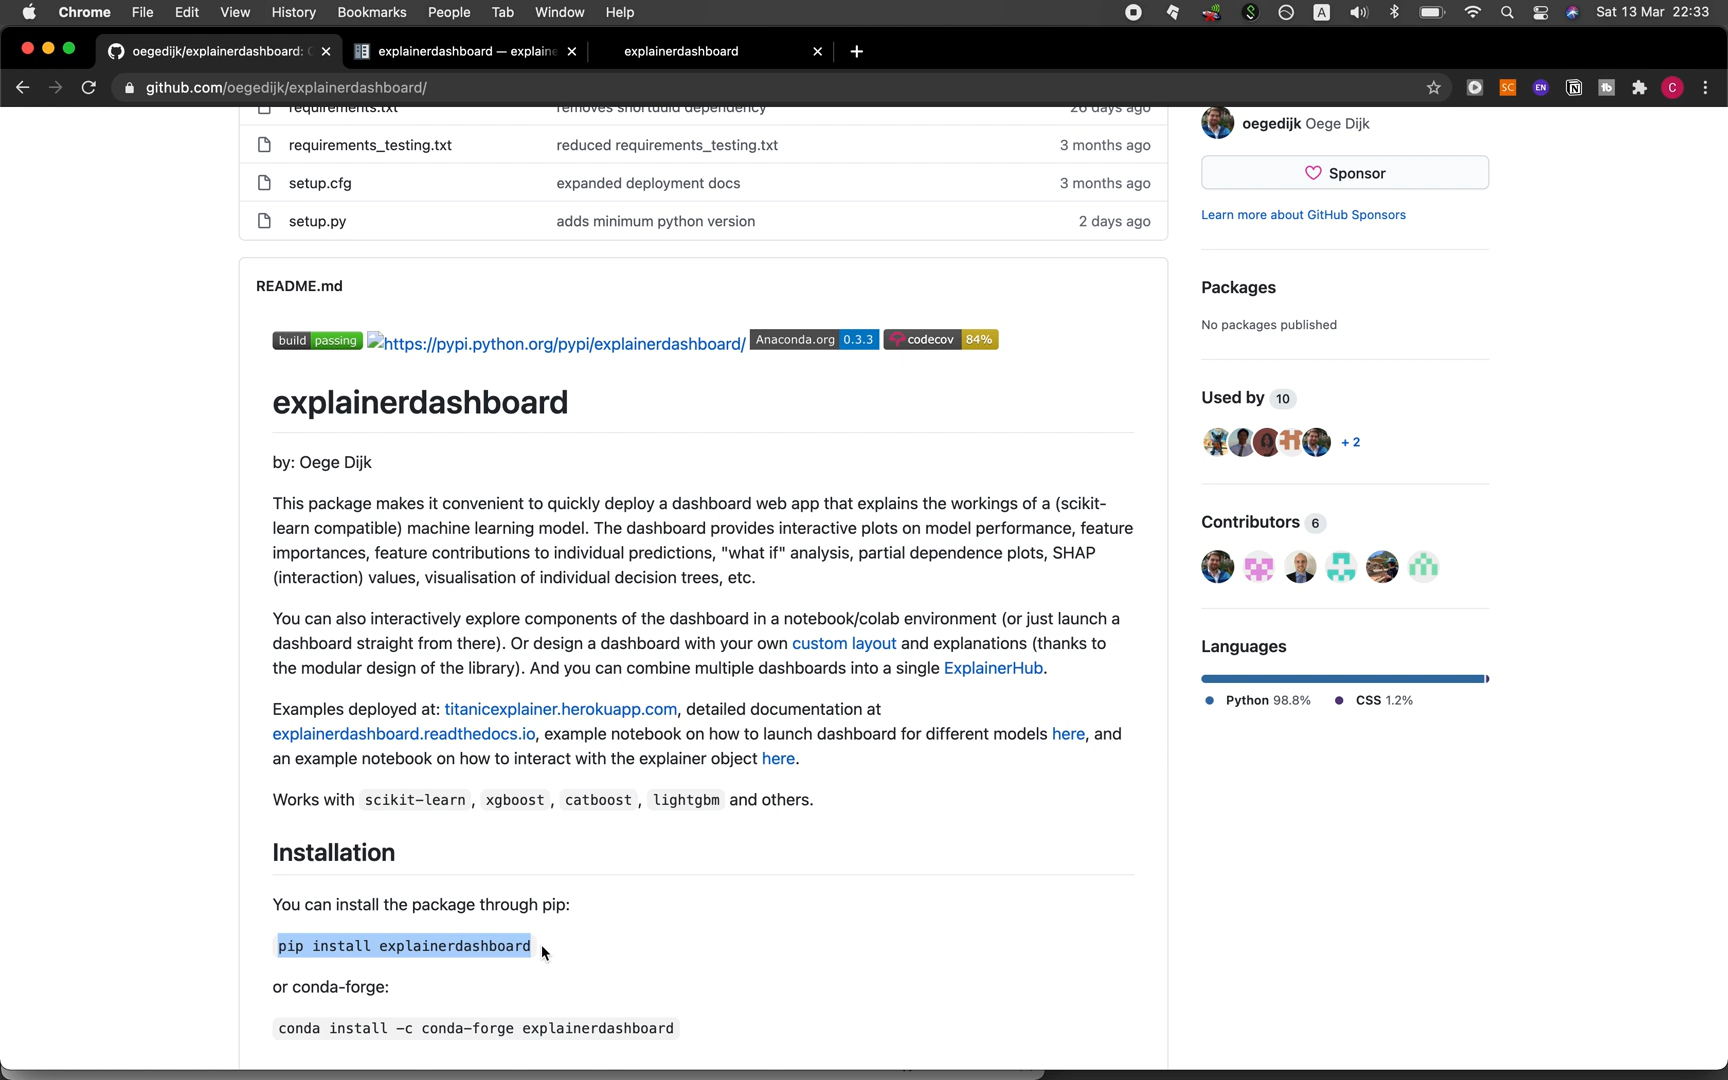 Chrome File Edit View History Bookmarks People Tab Window Help A Sat 13 Mar 22:33
oegedijk/explainerdashboard: explainerdashboard — explaine explainerdashboard
github.com/oegedijk/explainerdashboard/ SC EN C
requirements.txt removes shortuuid dependency 26 days ago
requirements_testing.txt reduced requirements_testing.txt 3 months ago
setup.cfg expanded deployment docs 3 months ago
setup.py adds minimum python version 2 days ago
README.md
build passing https://pypi.python.org/pypi/explainerdashboard/ Anaconda.org 0.3.3 codecov 84%
explainerdashboard
by: Oege Dijk
This package makes it convenient to quickly deploy a dashboard web app that explains the workings of a (scikit-
learn compatible) machine learning model. The dashboard provides interactive plots on model performance, feature
importances, feature contributions to individual predictions, "what if" analysis, partial dependence plots, SHAP
(interaction) values, visualisation of individual decision trees, etc.
You can also interactively explore components of the dashboard in a notebook/colab environment (or just launch a
dashboard straight from there). Or design a dashboard with your own custom layout and explanations (thanks to
the modular design of the library). And you can combine multiple dashboards into a single ExplainerHub.
Examples deployed at: titanicexplainer.herokuapp.com, detailed documentation at
explainerdashboard.readthedocs.io, example notebook on how to launch dashboard for different models here, and
an example notebook on how to interact with the explainer object here.
Works with scikit-learn, xgboost, catboost, lightgbm and others.
Installation
You can install the package through pip:
pip install explainerdashboard
or conda-forge:
conda install -c conda-forge explainerdashboard
oegedijk Oege Dijk
Sponsor
Learn more about GitHub Sponsors
Packages
No packages published
Used by 10
+ 2
Contributors 6
Languages
Python 98.8% CSS 1.2%